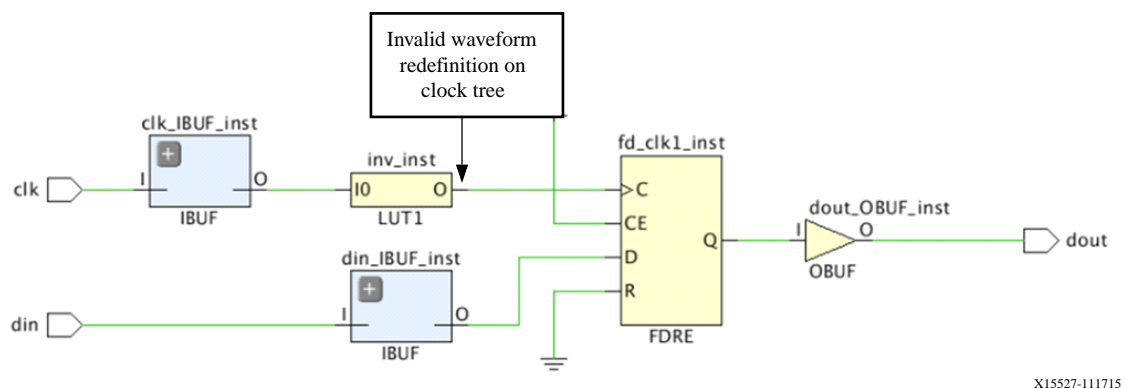 Invalid waveform
redefinition on
clock tree
clk_IBUF_inst
fd_clk1_inst
inv_inst
clk
I
O
I0
O
C
IBUF
LUT1
dout_OBUF_inst
CE
din_IBUF_inst
Q
I
O
dout
D
OBUF
R
din
I
O
IBUF
FDRE
X15527-111715